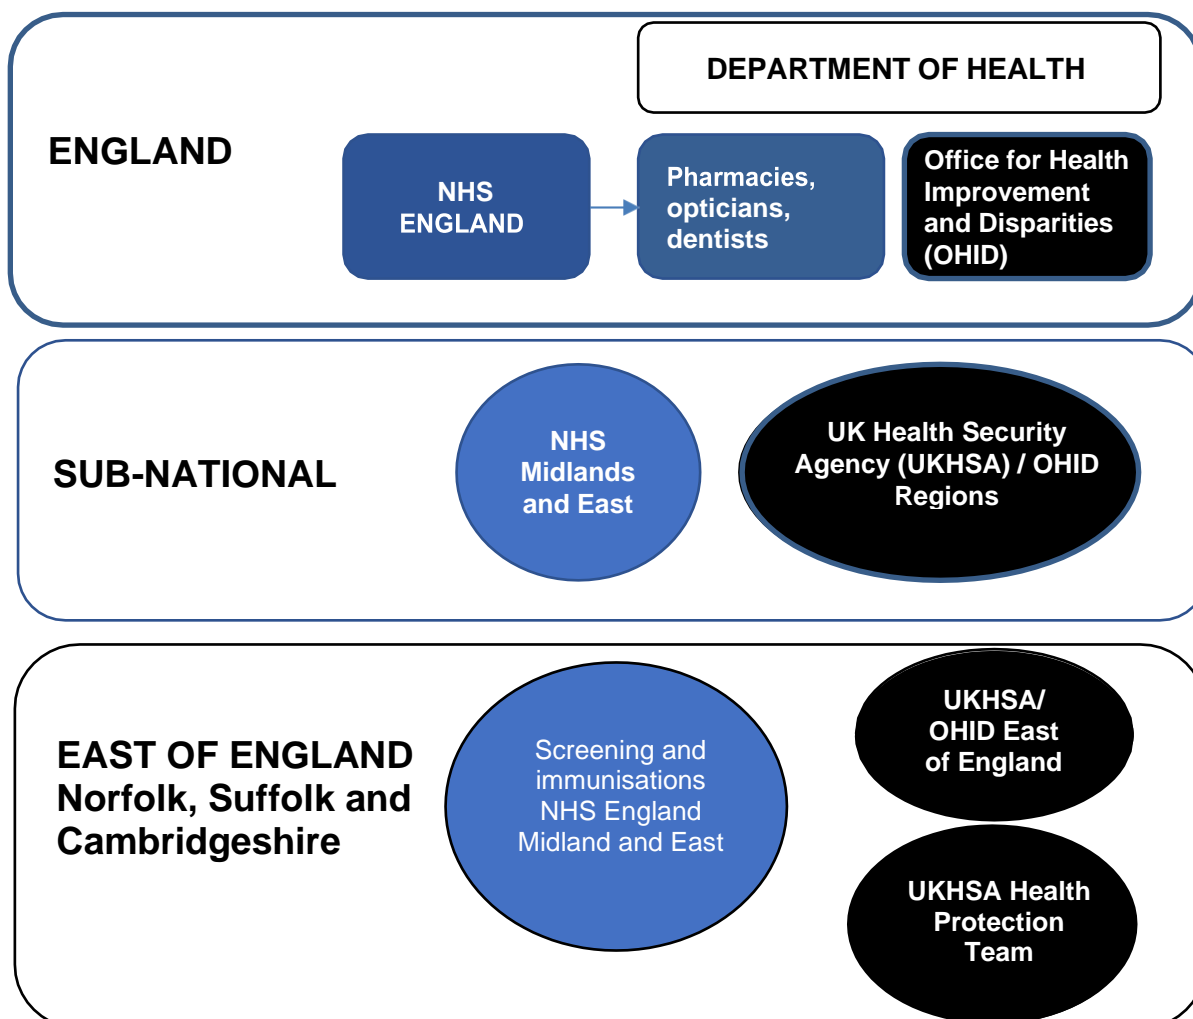 DEPARTMENT OF HEALTH
ENGLAND
NHS
ENGLAND
Pharmacies,
opticians,
dentists
Office for Health
Improvement
and Disparities
(OHID)
SUB-NATIONAL
NHS
Midlands
and East
UK Health Security
Agency (UKHSA) / OHID
Regions
EAST OF ENGLAND
Norfolk, Suffolk and
Cambridgeshire
Screening and
immunisations
NHS England
Midland and East
UKHSA/
OHID East
of England
UKHSA Health
Protection
Team